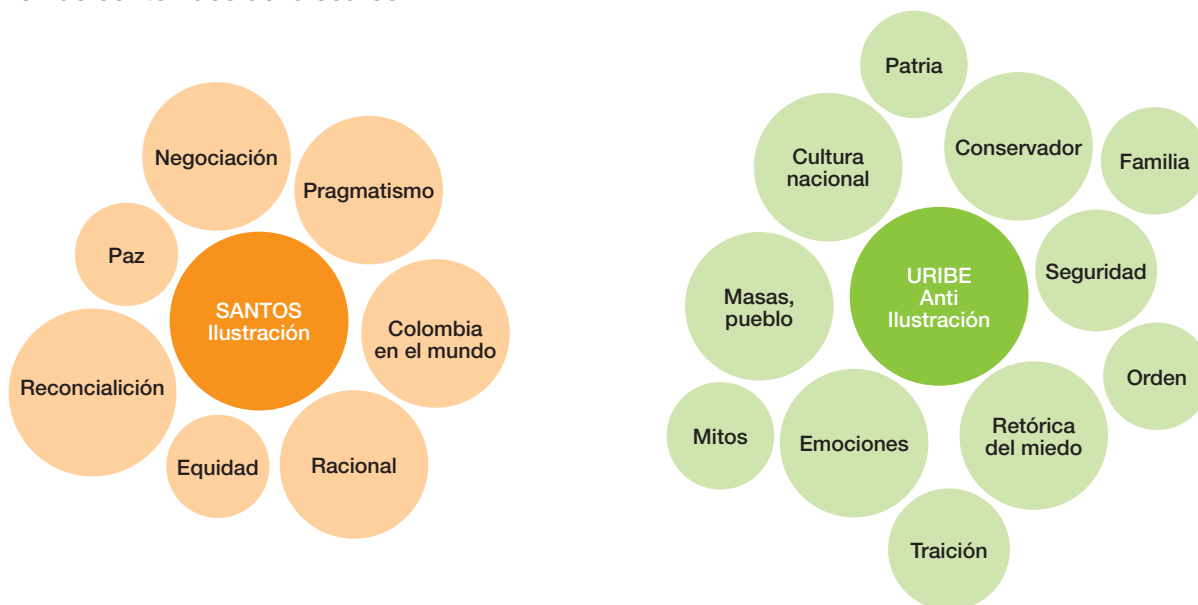 Negociación
Pragmatismo
Paz
SANTOS
Ilustración
Colombia
en el mundo
Reconcialición
Equidad
Racional
Patria
Cultura
nacional
Conservador
Familia
URIBE
Anti
Ilustración
Seguridad
Masas,
pueblo
Orden
Mitos
Emociones
Retórica
del miedo
Traición